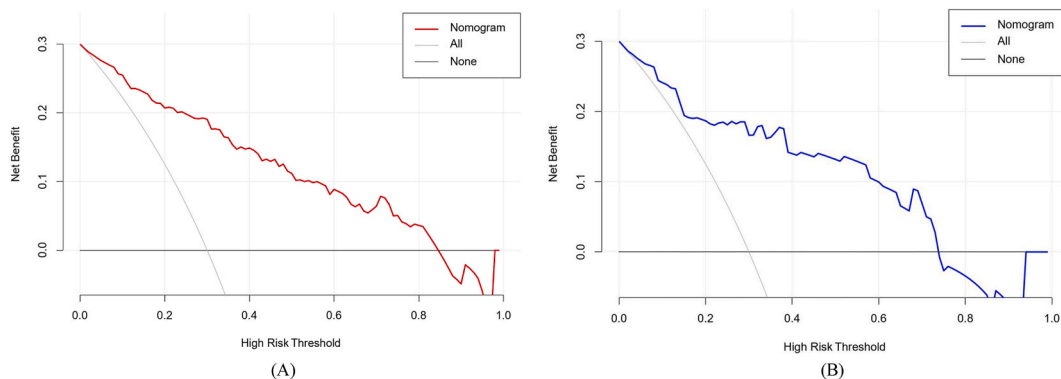 Nomogram
All
None
0.3
0.2
0.1
0.0
Net Benefit
0.0 0.2 0.4 0.6 0.8 1.0
High Risk Threshold
(A)
Nomogram
All
None
0.3
0.2
0.1
0.0
Net Benefit
0.0 0.2 0.4 0.6 0.8 1.0
High Risk Threshold
(B)